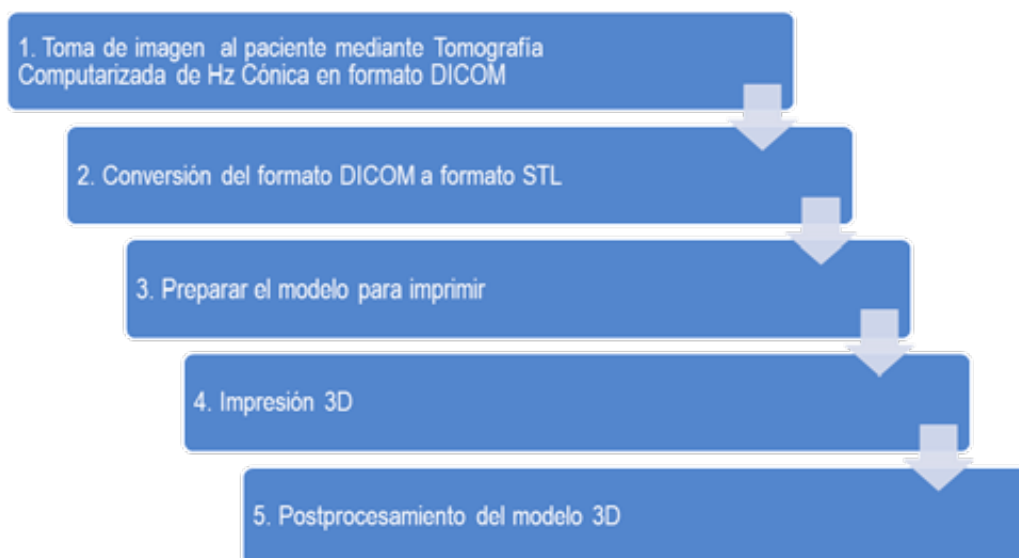 1. Toma de imagen al paciente mediante Tomografía
Computarizada de Hz Cónica en formato DICOM
2. Conversión del formato DICOM a formato STL
3. Preparar el modelo para imprimir
4. Impresión 3D
5. Postprocesamiento del modelo 3D